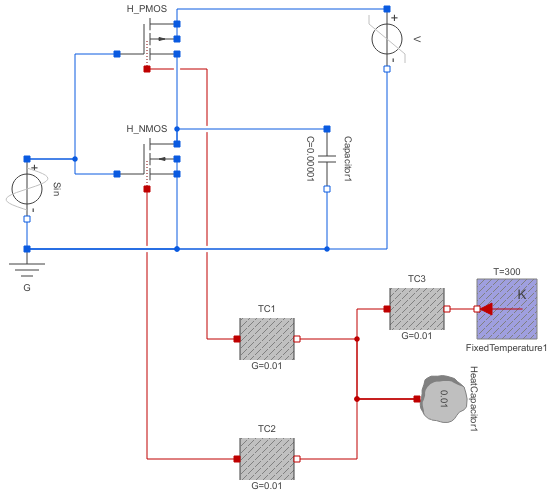 H_PMOS
+
V
-
H_NMOS
C=0.00001
Capacitor1
+
Sin
-
G
T=300
TC3
K
TC1
G=0.01
FixedTemperature1
G=0.01
HeatCapacitor1
0.01
TC2
G=0.01